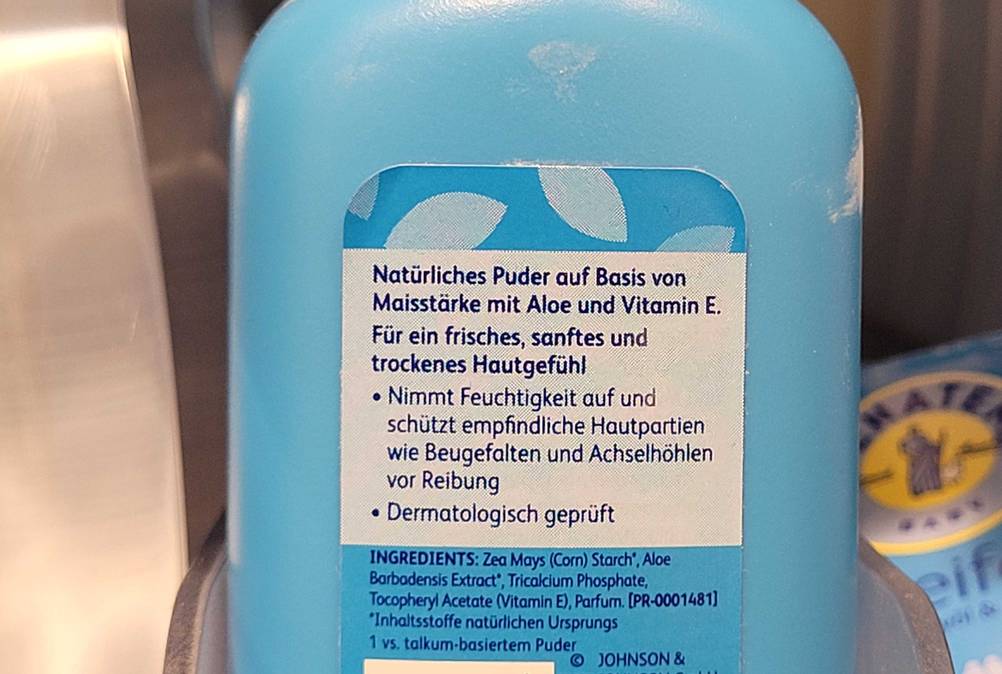 Natürliches Puder auf Basis von
Maisstärke mit Aloe und Vitamin E.
Für ein frisches, sanftes und
trockenes Hautgefühl
• Nimmt Feuchtigkeit auf und
schützt empfindliche Hautpartien
wie Beugefalten und Achselhöhlen
vor Reibung
• Dermatologisch geprüft
INGREDIENTS: Zea Mays (Corn) Starch*, Aloe
Barbadensis Extract*, Tricalcium Phosphate,
Tocopheryl Acetate (Vitamin E), Parfum. [PR-0001481]
*Inhaltsstoffe natürlichen Ursprungs
1 vs. talkum-basiertem Puder
© JOHNSON &